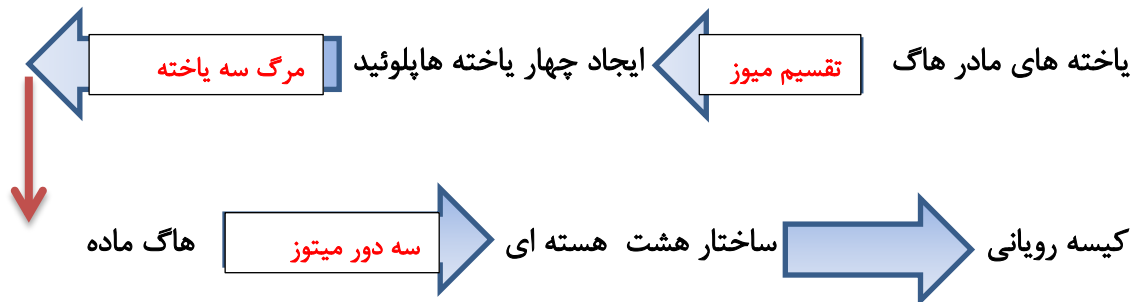 یاخته های مادر هاگ تقسیم میوز ایجاد چهار یاخته هاپلوئید مرگ سه یاخته
هاگ ماده سه دور میتوز ساختار هشت هسته ای کیسه رویانی